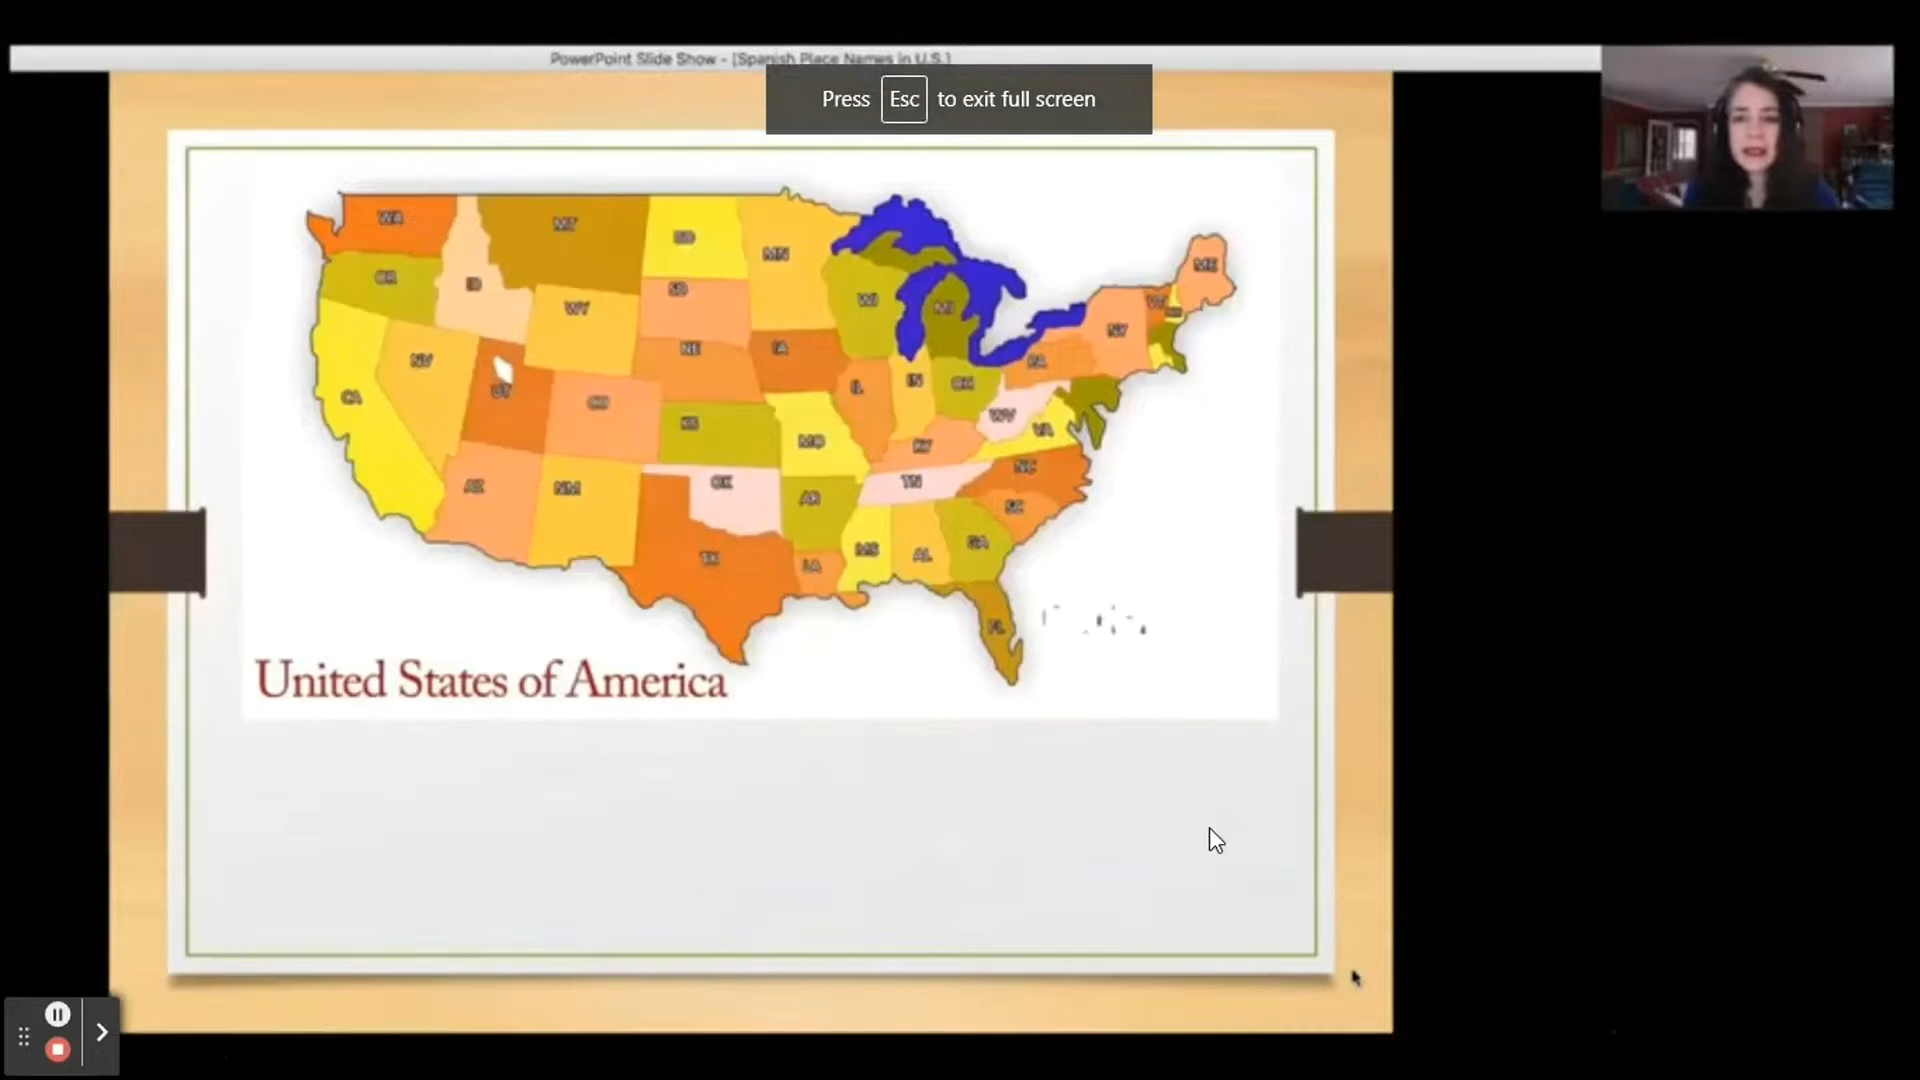 PowerPoint Slide Show - [Spanish Place Names in U.S.]
Press Esc to exit full screen
WA
MT
ND
MN
ME
OR
ID
SD
WY
WI
MI
NY
NV
NE
IA
PA
UT
CO
IL
IN
OH
CA
KS
MO
WV
VA
KY
AZ
NM
OK
AR
TN
NC
SC
TX
LA
MS
AL
GA
FL
United States of America